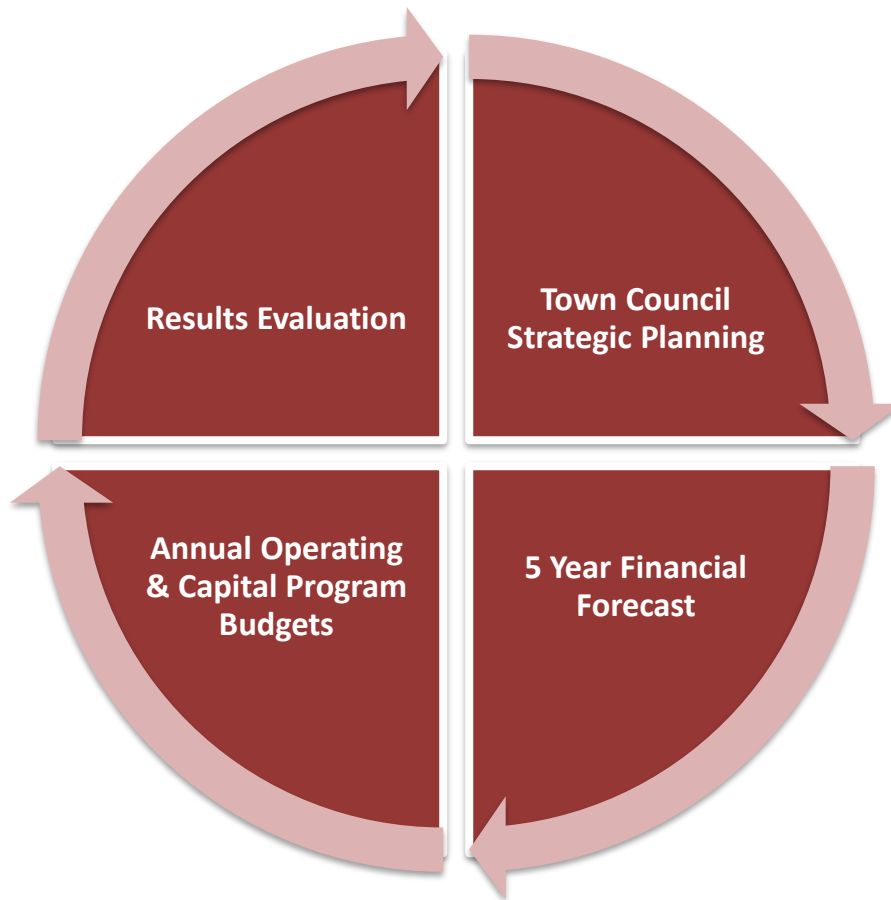 Results Evaluation
Town Council
Strategic Planning
Annual Operating
& Capital Program
Budgets
5 Year Financial
Forecast